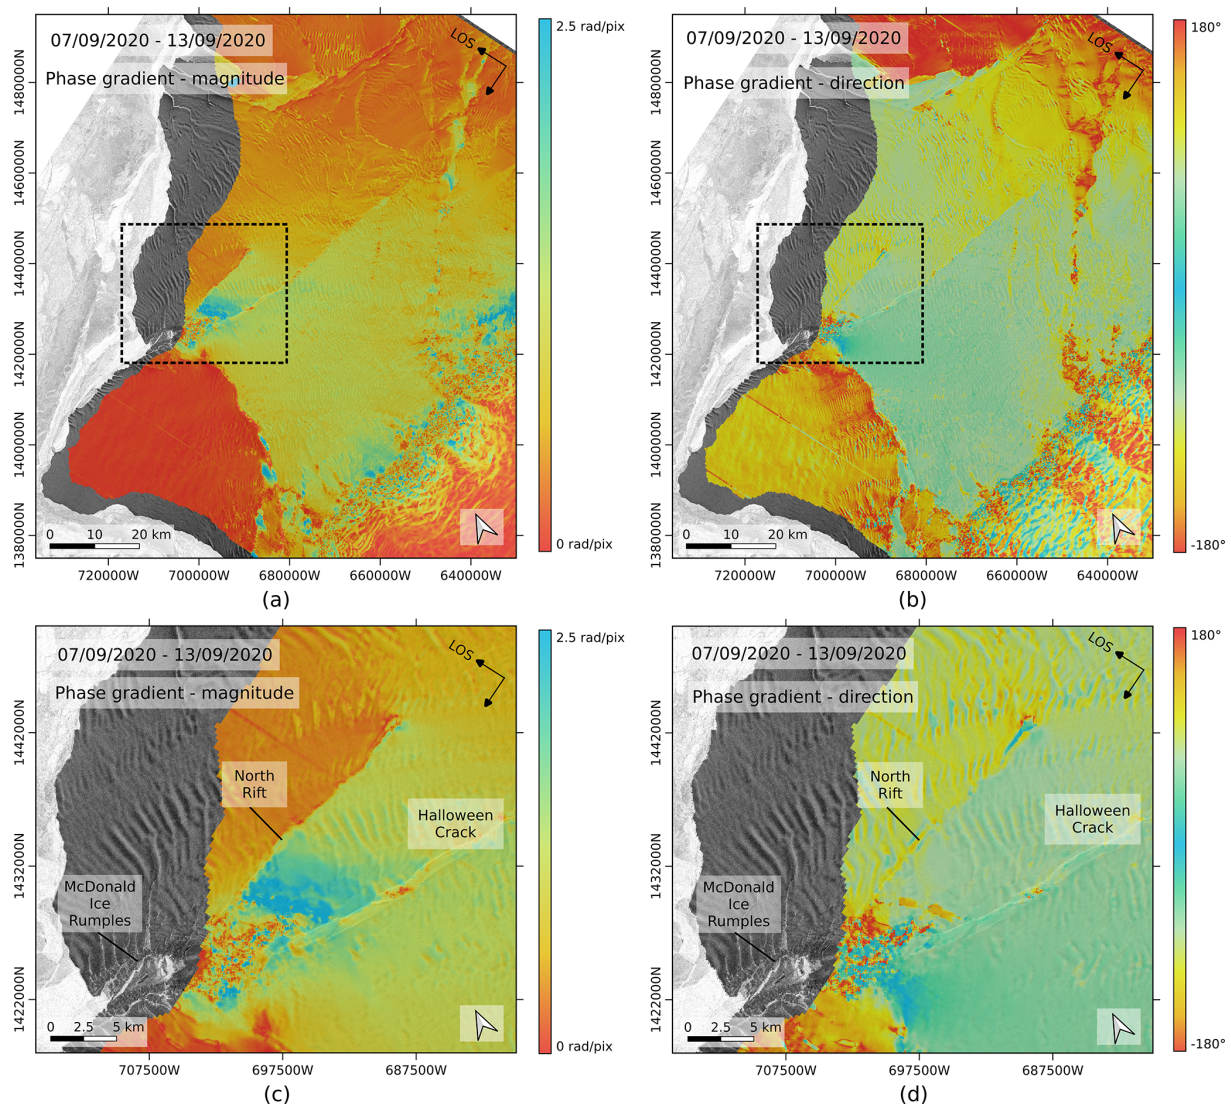 07/09/2020 - 13/09/2020
Phase gradient - magnitude
LOS
2.5 rad/pix
0 rad/pix
1480000N
1460000N
1440000N
1420000N
1400000N
1380000N
0 10 20 km
720000W 700000W 680000W 660000W 640000W
(a)
07/09/2020 - 13/09/2020
Phase gradient - direction
LOS
180°
-180°
1480000N
1460000N
1440000N
1420000N
1400000N
1380000N
0 10 20 km
720000W 700000W 680000W 660000W 640000W
(b)
07/09/2020 - 13/09/2020
Phase gradient - magnitude
LOS
2.5 rad/pix
0 rad/pix
1442000N
1432000N
1422000N
North
Rift
Halloween
Crack
McDonald
Ice
Rumples
0 2.5 5 km
707500W 697500W 687500W
(c)
07/09/2020 - 13/09/2020
Phase gradient - direction
LOS
180°
-180°
1442000N
1432000N
1422000N
North
Rift
Halloween
Crack
McDonald
Ice
Rumples
0 2.5 5 km
707500W 697500W 687500W
(d)